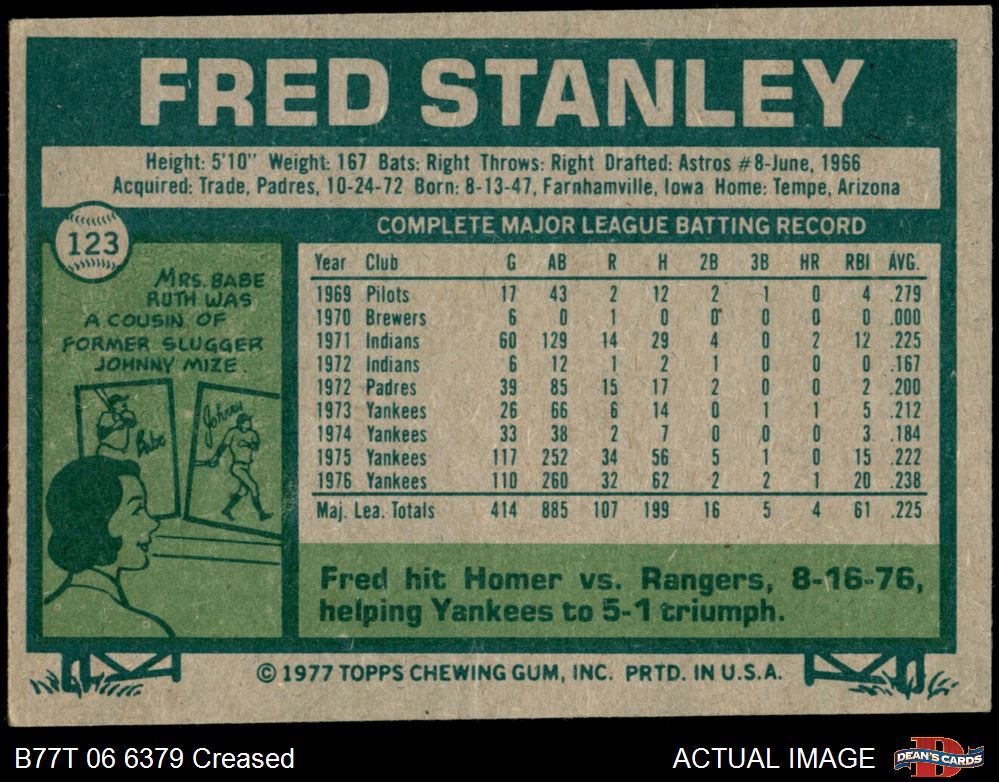 FRED STANLEY
Height: 5'10" Weight: 167 Bats: Right Throws: Right Drafted: Astros #8-June, 1966
Acquired: Trade, Padres, 10-24-72 Born: 8-13-47, Farnhamville, Iowa Home: Tempe, Arizona
123
MRS. BABE
RUTH WAS
A COUSIN OF
FORMER SLUGGER
JOHNNY MIZE.
Babe
Johnny
COMPLETE MAJOR LEAGUE BATTING RECORD
Year Club G AB R H 2B 3B HR RBI AVG.
1969 Pilots 17 43 2 12 2 1 0 4 .279
1970 Brewers 6 0 1 0 0 0 0 0 .000
1971 Indians 60 129 14 29 4 0 2 12 .225
1972 Indians 6 12 1 2 1 0 0 0 .167
1972 Padres 39 85 15 17 2 0 0 2 .200
1973 Yankees 26 66 6 14 0 1 1 5 .212
1974 Yankees 33 38 2 7 0 0 0 3 .184
1975 Yankees 117 252 34 56 5 1 0 15 .222
1976 Yankees 110 260 32 62 2 2 1 20 .238
Maj. Lea. Totals 414 885 107 199 16 5 4 61 .225
Fred hit Homer vs. Rangers, 8-16-76,
helping Yankees to 5-1 triumph.
© 1977 TOPPS CHEWING GUM, INC. PRTD. IN U.S.A.
B77T 06 6379 Creased
ACTUAL IMAGE
D
DEAN'S CARDS